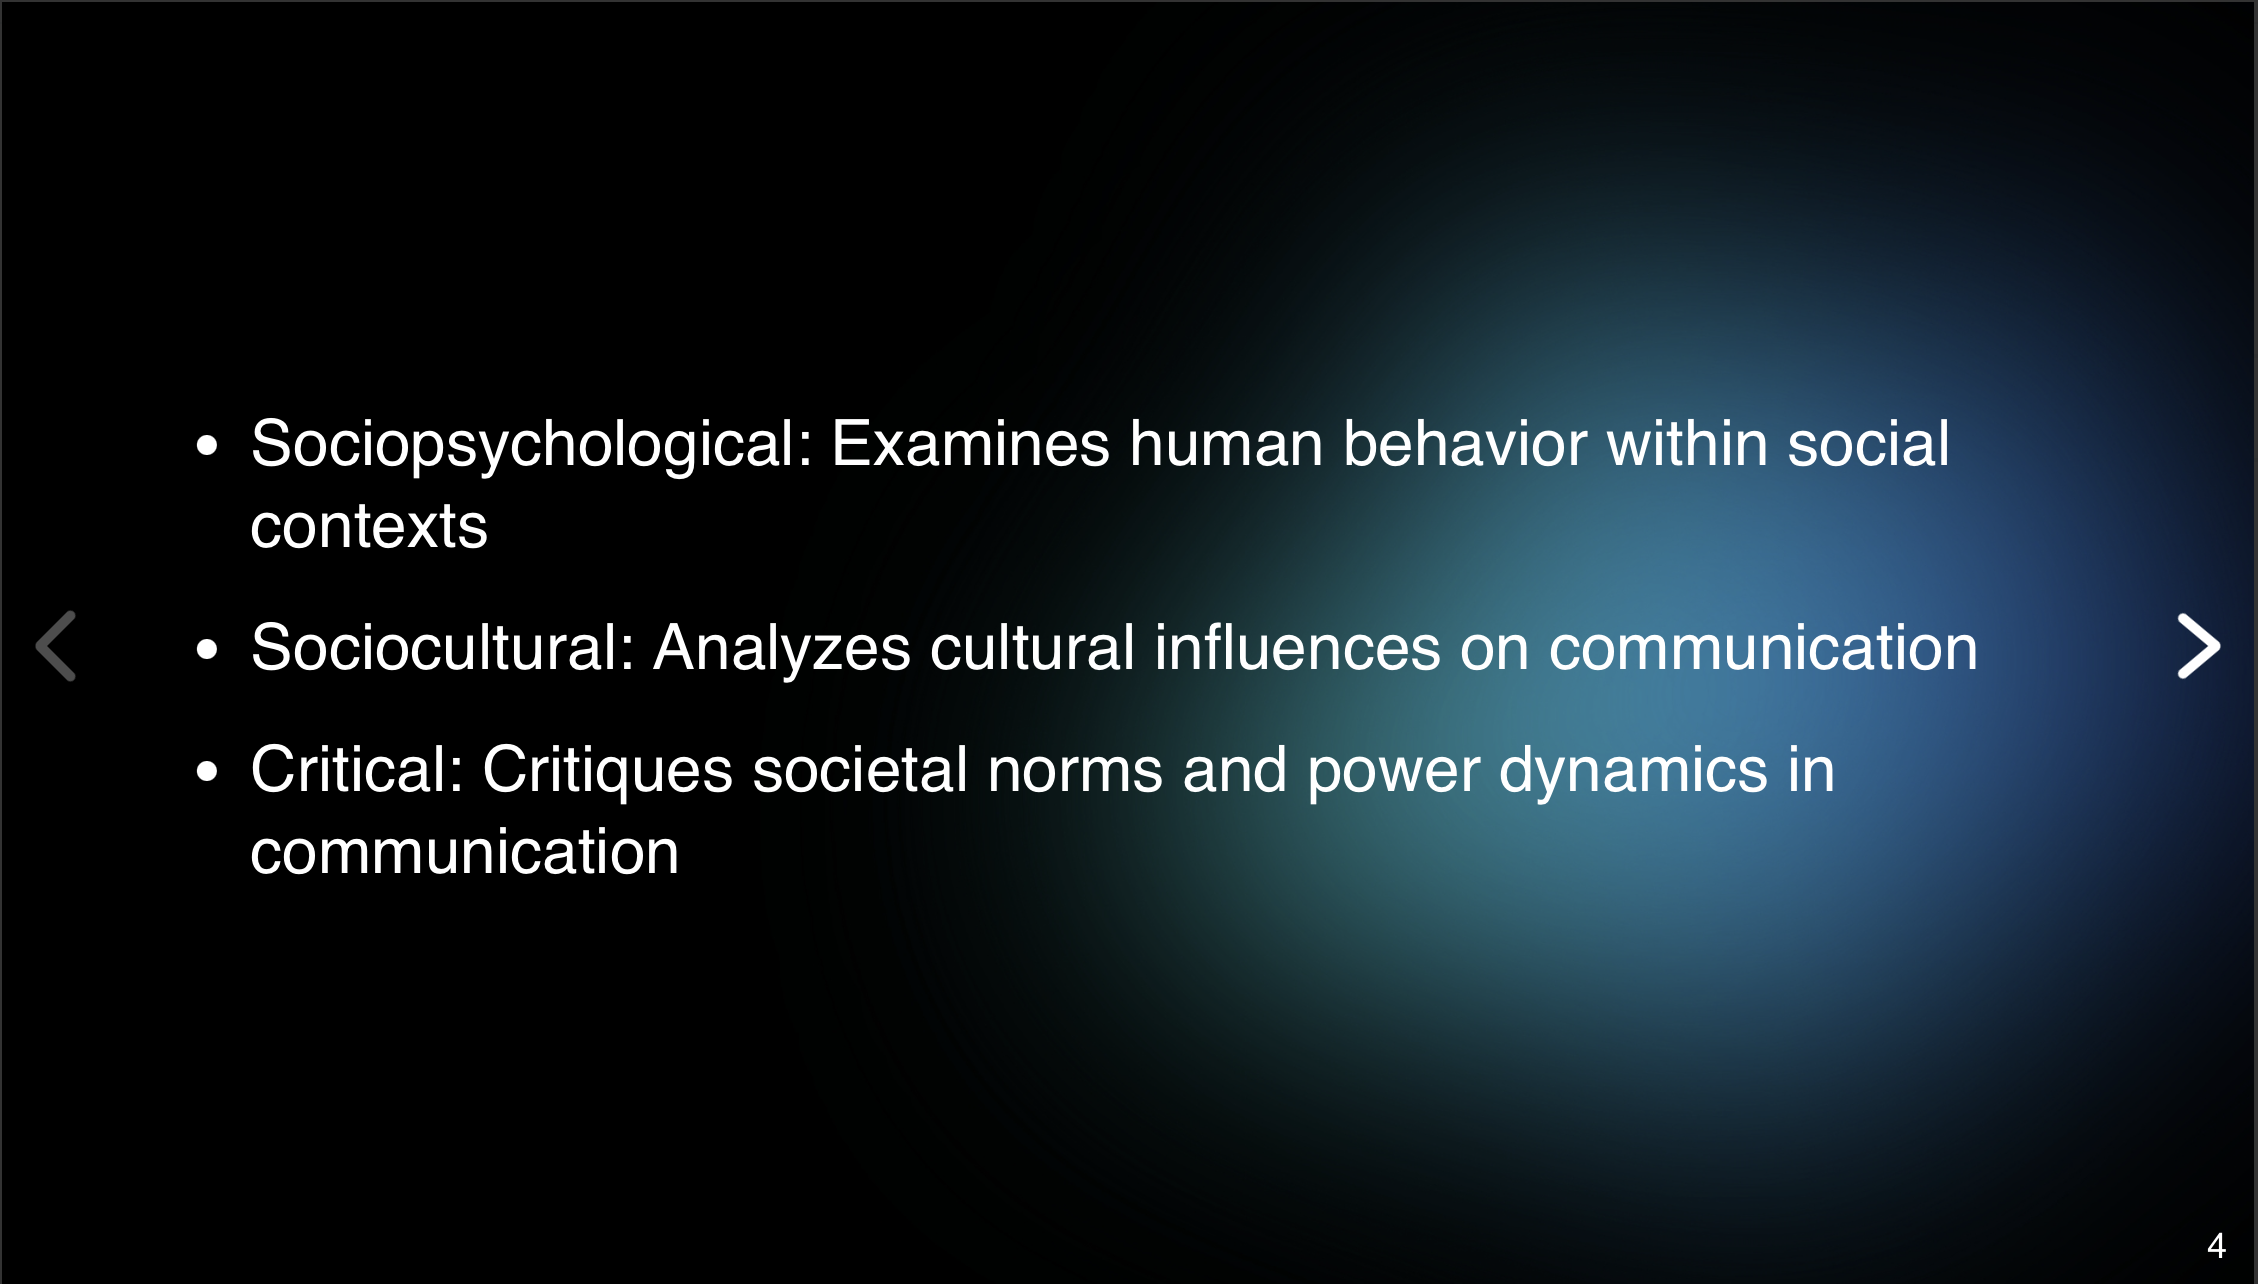 • Sociopsychological: Examines human behavior within social
contexts
• Sociocultural: Analyzes cultural influences on communication
• Critical: Critiques societal norms and power dynamics in
communication
4